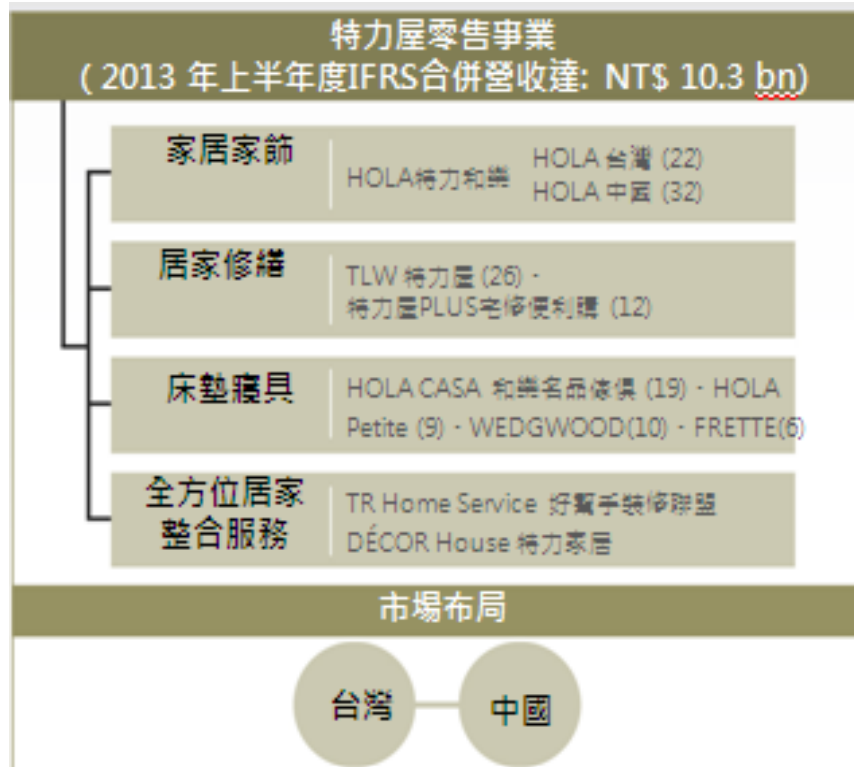 特力屋零售事業
( 2013 年上半年度IFRS合併營收達: NT$ 10.3 bn)
家居家節
HOLA特力和樂
HOLA 台灣 (22)
HOLA 中國 (32)
居家修繕
TLW 特力屋 (26)、
特力屋PLUS宅修便利購 (12)
床墊寢具
HOLA CASA 和樂名品傢俱 (19)、HOLA
Petite (9)、WEDGWOOD(10)、FRETTE(6)
全方位居家
整合服務
TR Home Service 好幫手裝修聯盟
DÉCOR House 特力家居
市場布局
台灣
中國